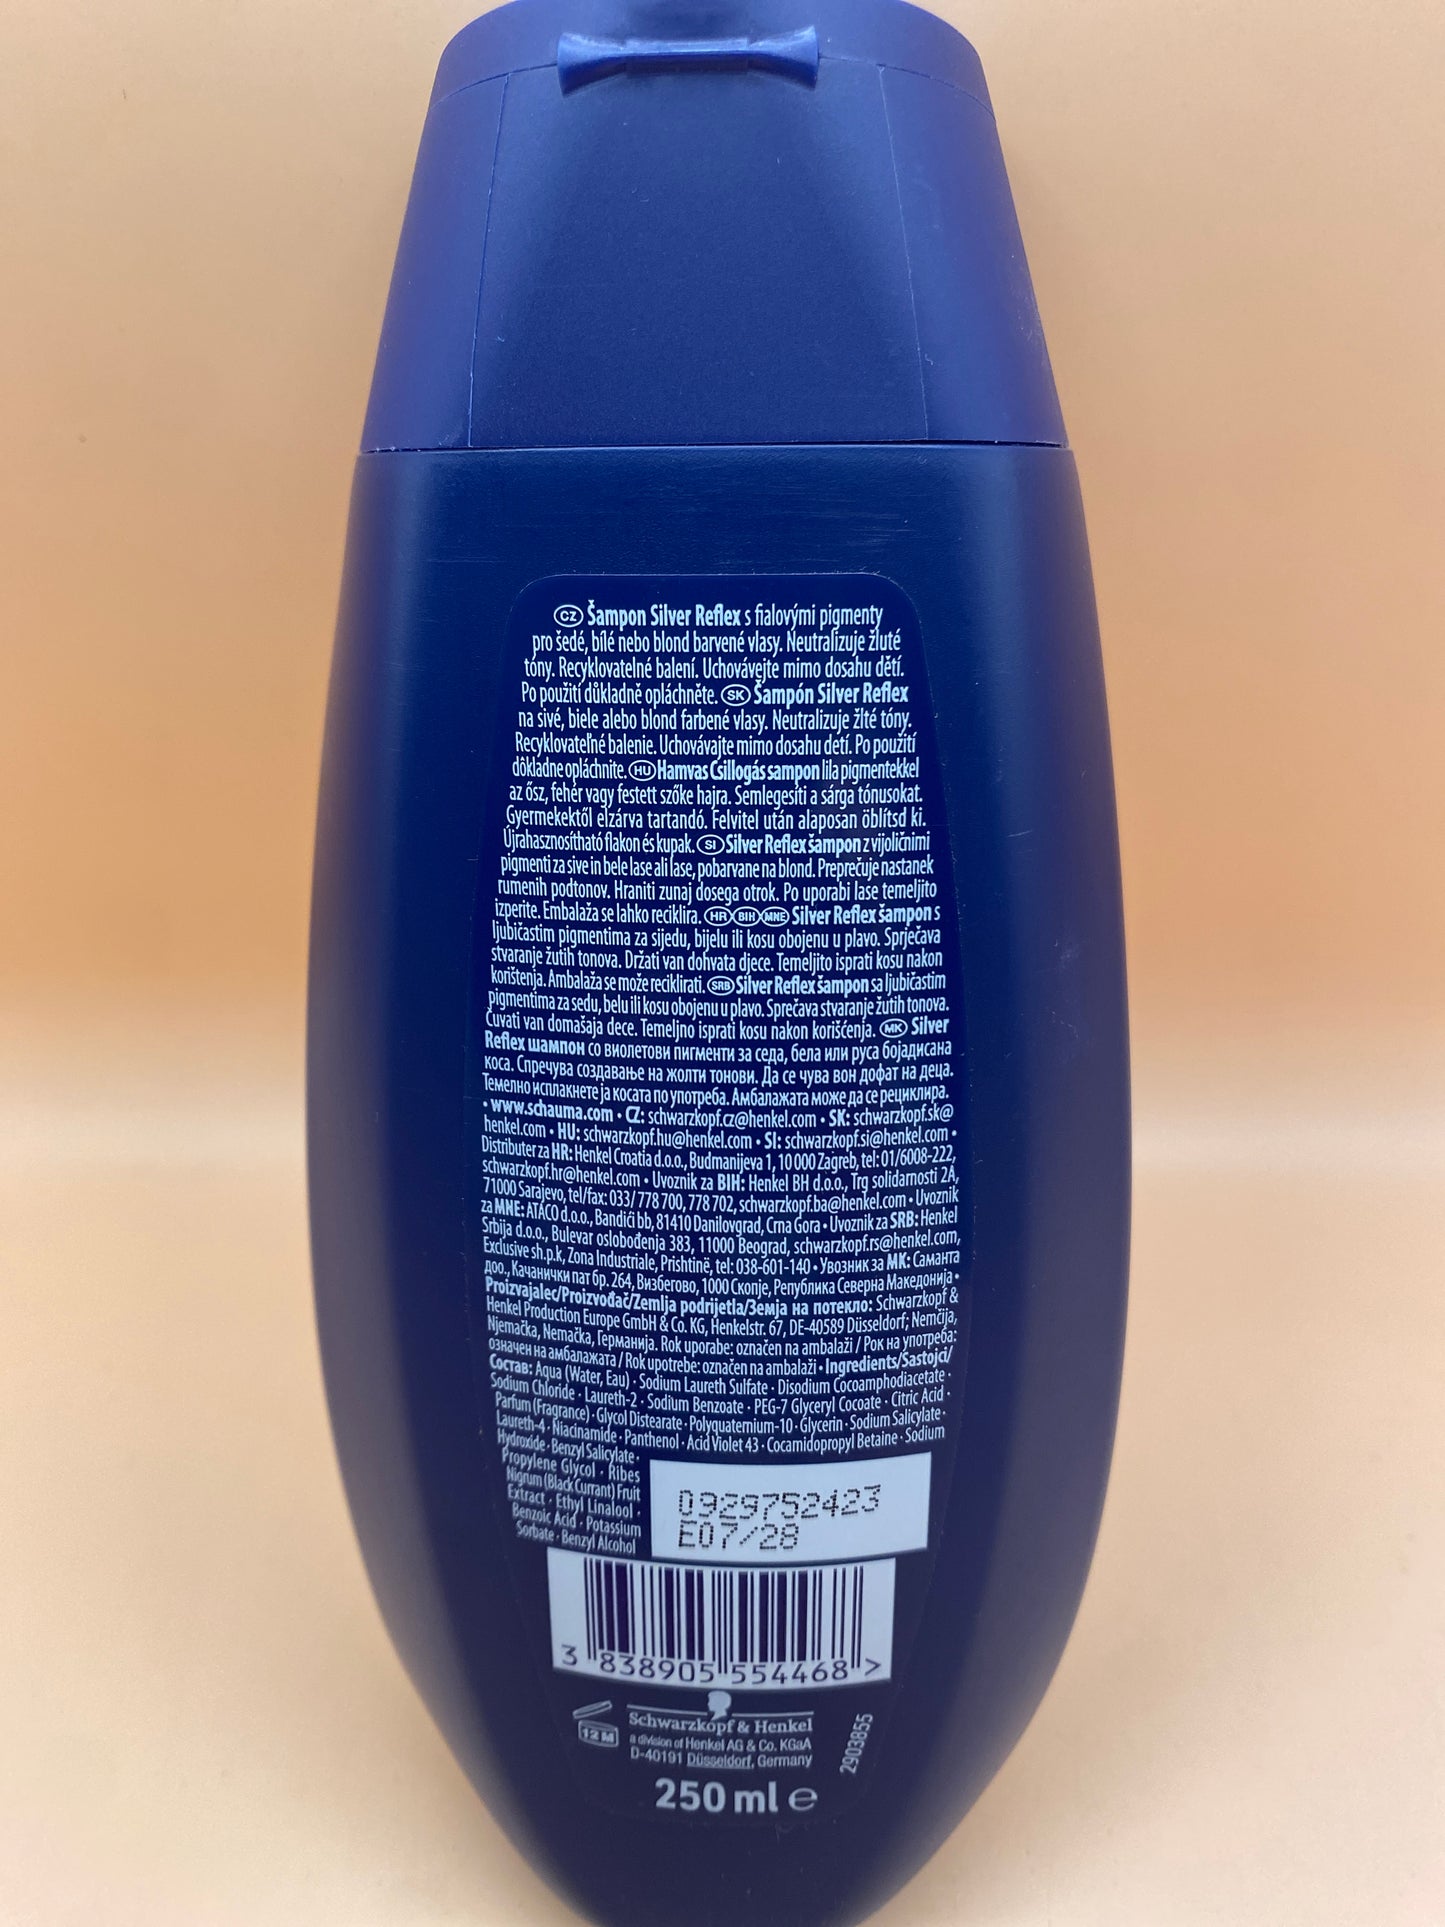 CZ Šampon Silver Reflex s fialovými pigmenty
pro šedé, bílé nebo blond barvené vlasy. Neutralizuje žluté
tóny. Recyklovatelné balení. Uchovávejte mimo dosahu dětí.
Po použití důkladně opláchněte. SK Šampón Silver Reflex
na sivé, biele alebo blond farbené vlasy. Neutralizuje žlté tóny.
Recyklovateľné balenie. Uchovávajte mimo dosahu detí. Po použití
dôkladne opláchnite. HU Hamvas Csillogás sampon lila pigmentekkel
az ősz, fehér vagy festett szőke hajra. Semlegesíti a sárga tónusokat.
Gyermekektől elzárva tartandó. Felvitel után alaposan öblítsd ki.
Újrahasznosítható flakon és kupak. SI Silver Reflex šampon z vijoličnimi
pigmenti za sive in bele lase ali lase, pobarvane na blond. Preprečuje nastanek
rumenih podtonov. Hraniti zunaj dosega otrok. Po uporabi lase temeljito
izperite. Embalaža se lahko reciklira. HR BIH MNE Silver Reflex šampon s
ljubičastim pigmentima za sijedu, bijelu ili kosu obojenu u plavo. Sprječava
stvaranje žutih tonova. Držati van dohvata djece. Temeljito isprati kosu nakon
korištenja. Ambalaža se može reciklirati. SRB Silver Reflex šampon sa ljubičastim
pigmentima za sedu, belu ili kosu obojenu u plavo. Sprečava stvaranje žutih tonova.
Čuvati van domašaja dece. Temeljno isprati kosu nakon korišćenja. MK Silver
Reflex шампон со виолетови пигменти за седа, бела или руса бојадисана
коса. Спречува создавање на жолти тонови. Да се чува вон дофат на деца.
Темелно исплакнете ја косата по употреба. Амбалажата може да се рециклира.
• www.schauma.com • CZ: schwarzkopf.cz@henkel.com • SK: schwarzkopf.sk@
henkel.com • HU: schwarzkopf.hu@henkel.com • SI: schwarzkopf.si@henkel.com •
Distributer za HR: Henkel Croatia d.o.o., Budmanijeva 1, 10 000 Zagreb, tel: 01/6008-222,
schwarzkopf.hr@henkel.com • Uvoznik za BIH: Henkel BH d.o.o., Trg solidarnosti 2A,
71000 Sarajevo, tel/fax: 033/ 778 700, 778 702, schwarzkopf.ba@henkel.com • Uvoznik
za MNE: ATACO d.o.o., Bandići bb, 81410 Danilovgrad, Crna Gora • Uvoznik za SRB: Henkel
Srbija d.o.o., Bulevar oslobođenja 383, 11000 Beograd, schwarzkopf.rs@henkel.com,
Exclusive sh.p.k, Zona Industriale, Prishtinë, tel: 038-601-140 • Увозник за МК: Саманта
доо., Качанички пат бр. 264, Визбегово, 1000 Скопје, Република Северна Македонија •
Proizvajalec/Proizvođač/Zemlja podrijetla/Земја на потекло: Schwarzkopf &
Henkel Production Europe GmbH & Co. KG, Henkelstr. 67, DE-40589 Düsseldorf; Nemčija,
Njemačka, Nemačka, Германија. Rok uporabe: označen na ambalaži / Рок на употреба:
означен на амбалажата / Rok upotrebe: označen na ambalaži • Ingredients/Sastojci/
Состав: Aqua (Water, Eau) · Sodium Laureth Sulfate · Disodium Cocoamphodiacetate ·
Sodium Chloride · Laureth-2 · Sodium Benzoate · PEG-7 Glyceryl Cocoate · Citric Acid ·
Parfum (Fragrance) · Glycol Distearate · Polyquaternium-10 · Glycerin · Sodium Salicylate ·
Laureth-4 · Niacinamide · Panthenol · Acid Violet 43 · Cocamidopropyl Betaine · Sodium
Hydroxide · Benzyl Salicylate ·
Propylene Glycol · Ribes
Nigrum (Black Currant) Fruit
Extract · Ethyl Linalool ·
Benzoic Acid · Potassium
Sorbate · Benzyl Alcohol
0929752423
E07/28
3 838905 554468 >
12 M
Schwarzkopf & Henkel
a division of Henkel AG & Co. KGaA
D-40191 Düsseldorf, Germany
2903855
250 ml ℮